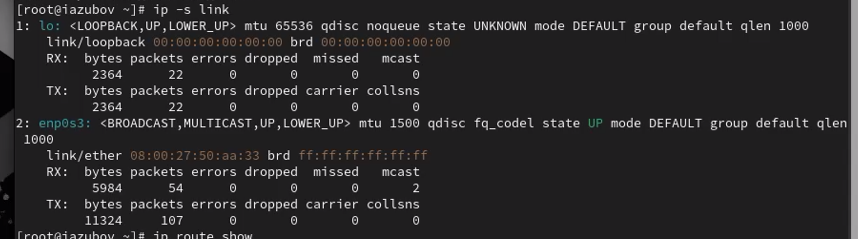 [root@iazubov ~]# ip -s link
1: lo: <LOOPBACK,UP,LOWER_UP> mtu 65536 qdisc noqueue state UNKNOWN mode DEFAULT group default qlen 1000
    link/loopback 00:00:00:00:00:00 brd 00:00:00:00:00:00
    RX:  bytes packets errors dropped  missed   mcast
          2364      22      0       0       0       0
    TX:  bytes packets errors dropped carrier collsns
          2364      22      0       0       0       0
2: enp0s3: <BROADCAST,MULTICAST,UP,LOWER_UP> mtu 1500 qdisc fq_codel state UP mode DEFAULT group default qlen
 1000
    link/ether 08:00:27:50:aa:33 brd ff:ff:ff:ff:ff:ff
    RX:  bytes packets errors dropped  missed   mcast
          5984      54      0       0       0       2
    TX:  bytes packets errors dropped carrier collsns
         11324     107      0       0       0       0
[root@iazubov ~]# ip route show